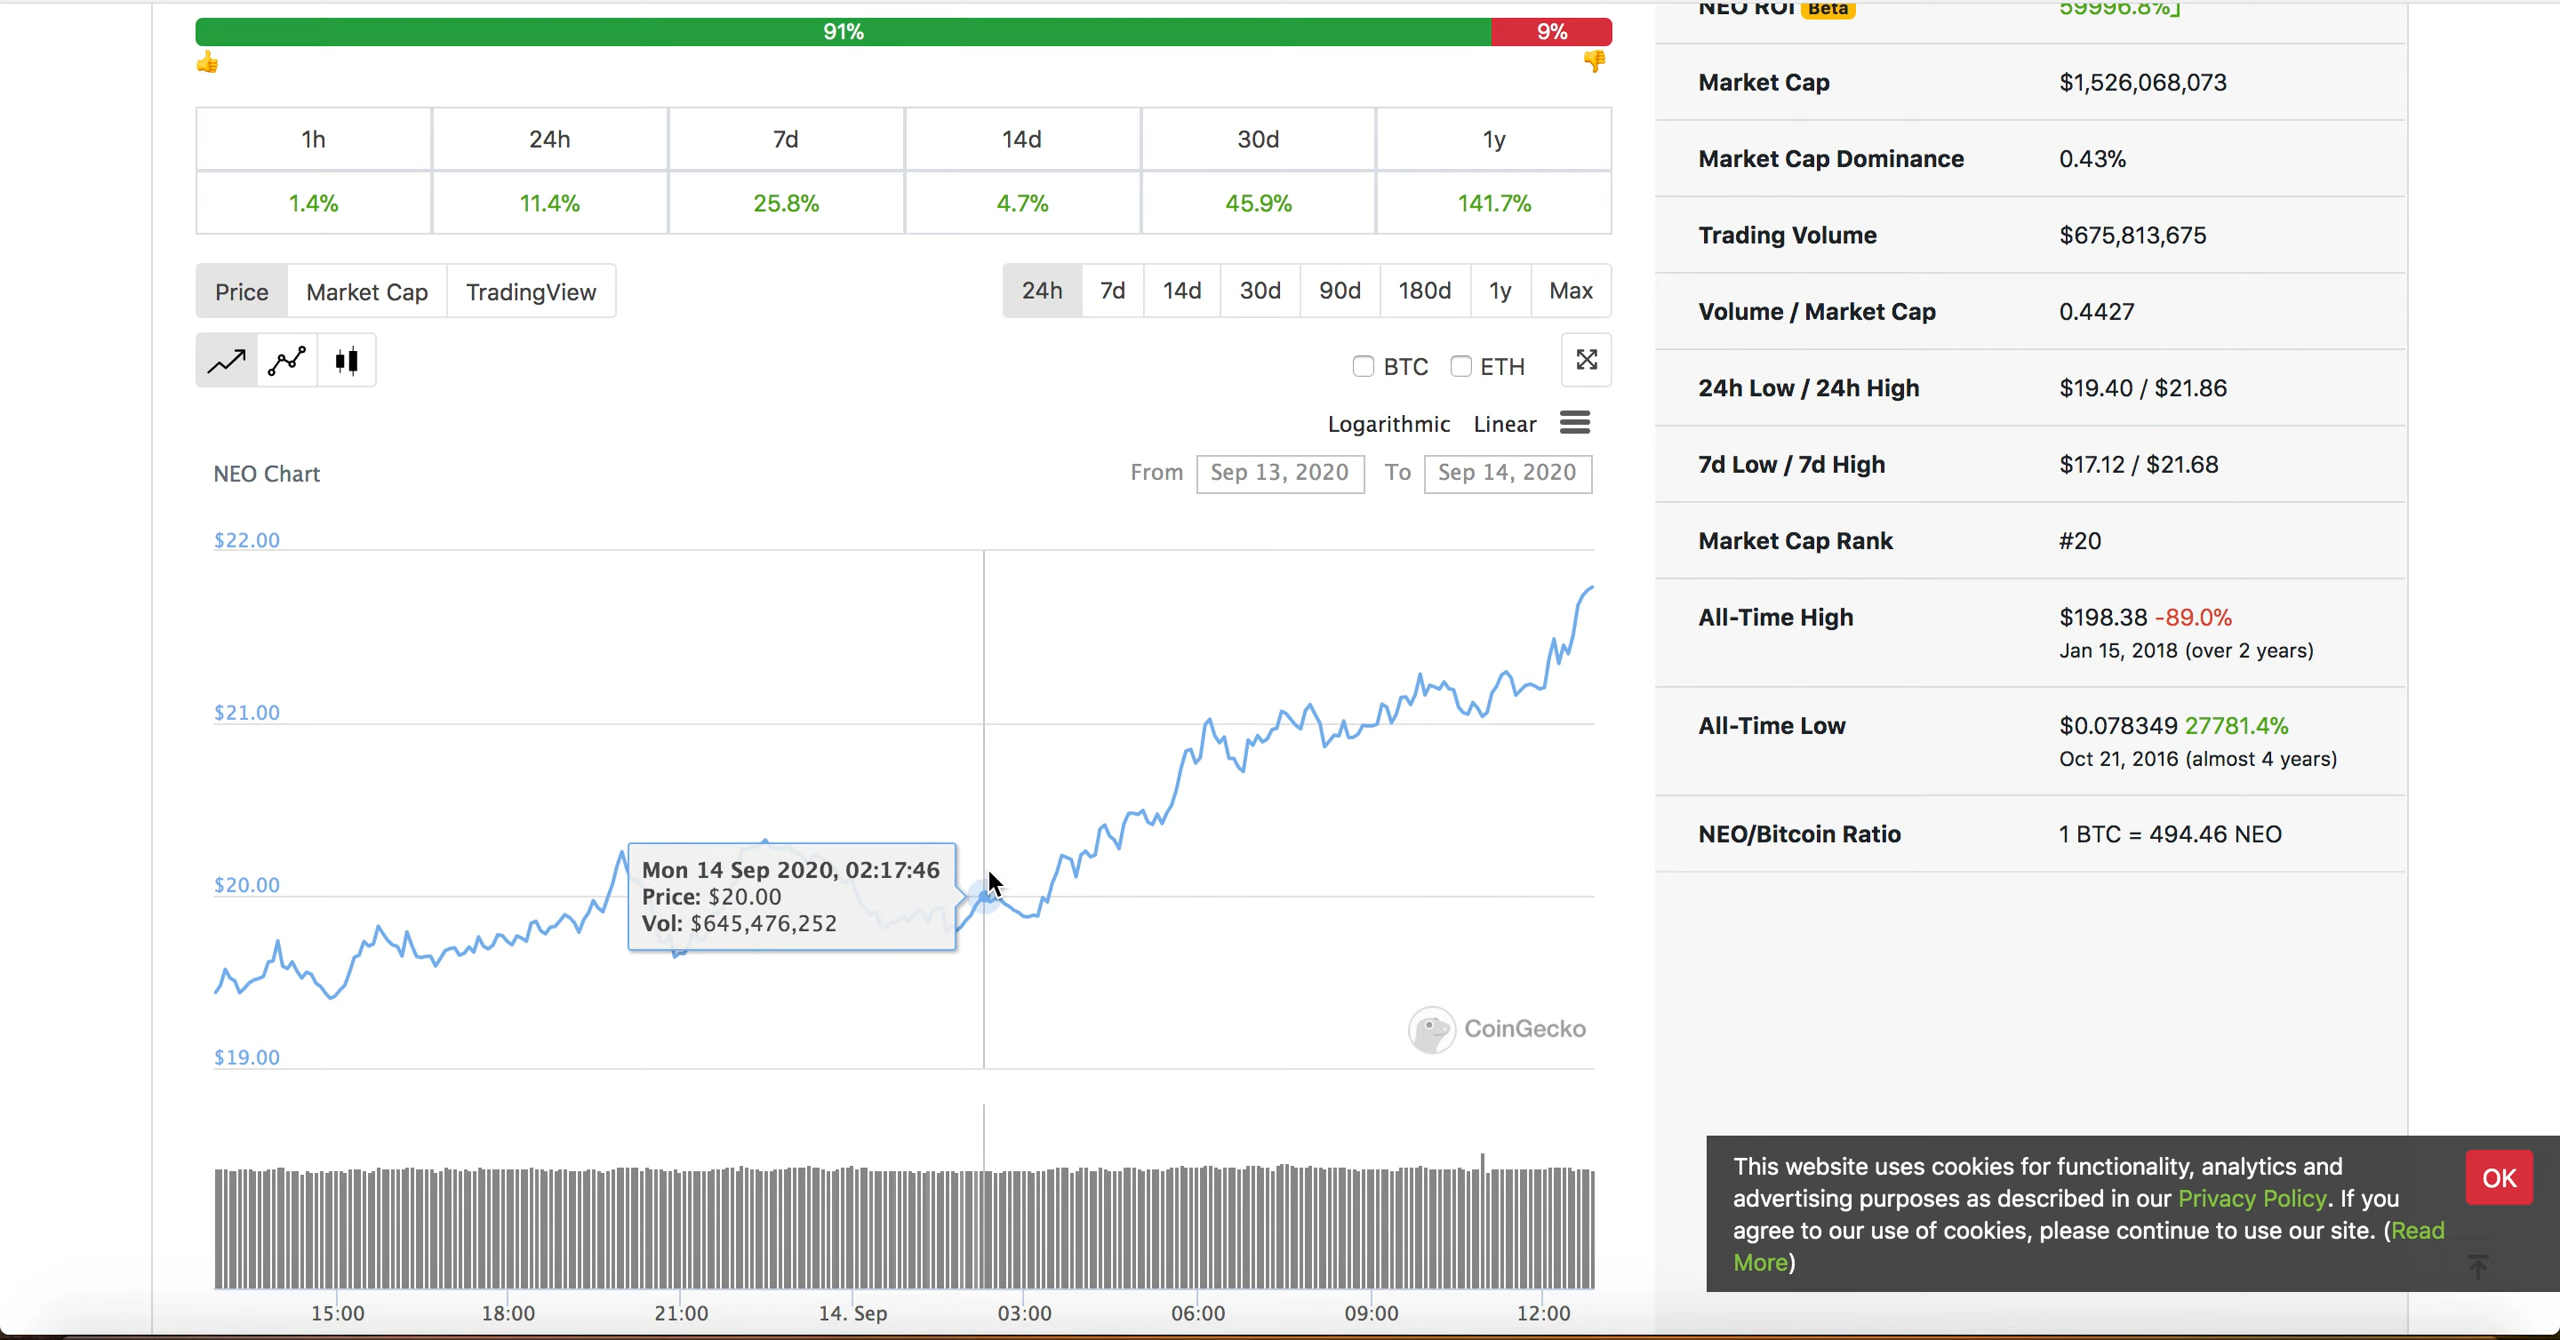 91%
9%
1h 24h 7d 14d 30d 1y
1.4% 11.4% 25.8% 4.7% 45.9% 141.7%
Price Market Cap TradingView
24h 7d 14d 30d 90d 180d 1y Max
BTC ETH
Logarithmic Linear
NEO Chart
From Sep 13, 2020 To Sep 14, 2020
$22.00
$21.00
$20.00
$19.00
Mon 14 Sep 2020, 02:17:46
Price: $20.00
Vol: $645,476,252
CoinGecko
15:00 18:00 21:00 14. Sep 03:00 06:00 09:00 12:00
NEO ROI Beta 59996.8%
Market Cap $1,526,068,073
Market Cap Dominance 0.43%
Trading Volume $675,813,675
Volume / Market Cap 0.4427
24h Low / 24h High $19.40 / $21.86
7d Low / 7d High $17.12 / $21.68
Market Cap Rank #20
All-Time High $198.38 -89.0%
Jan 15, 2018 (over 2 years)
All-Time Low $0.078349 27781.4%
Oct 21, 2016 (almost 4 years)
NEO/Bitcoin Ratio 1 BTC = 494.46 NEO
This website uses cookies for functionality, analytics and
advertising purposes as described in our Privacy Policy. If you
agree to our use of cookies, please continue to use our site. (Read
More)
OK